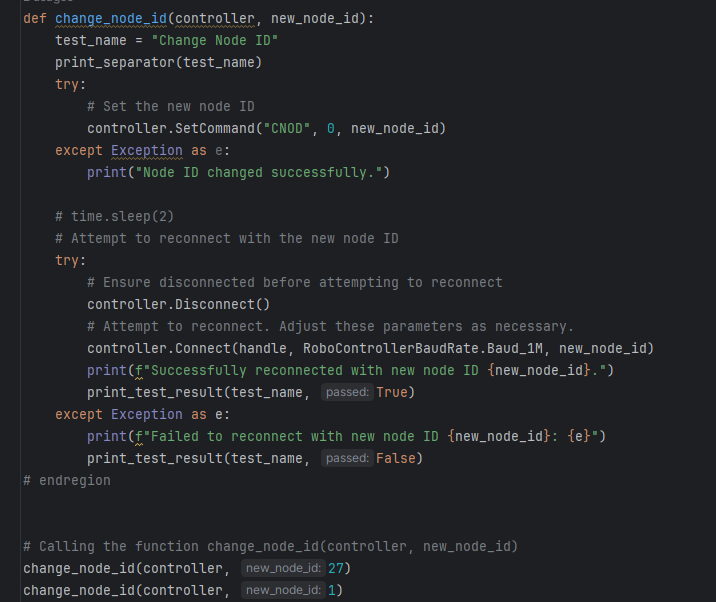 def change_node_id(controller, new_node_id):
    test_name = "Change Node ID"
    print_separator(test_name)
    try:
        # Set the new node ID
        controller.SetCommand("CNOD", 0, new_node_id)
    except Exception as e:
        print("Node ID changed successfully.")

    # time.sleep(2)
    # Attempt to reconnect with the new node ID
    try:
        # Ensure disconnected before attempting to reconnect
        controller.Disconnect()
        # Attempt to reconnect. Adjust these parameters as necessary.
        controller.Connect(handle, RoboControllerBaudRate.Baud_1M, new_node_id)
        print(f"Successfully reconnected with new node ID {new_node_id}.")
        print_test_result(test_name, passed: True)
    except Exception as e:
        print(f"Failed to reconnect with new node ID {new_node_id}: {e}")
        print_test_result(test_name, passed: False)
# endregion

# Calling the function change_node_id(controller, new_node_id)
change_node_id(controller, new_node_id: 27)
change_node_id(controller, new_node_id: 1)